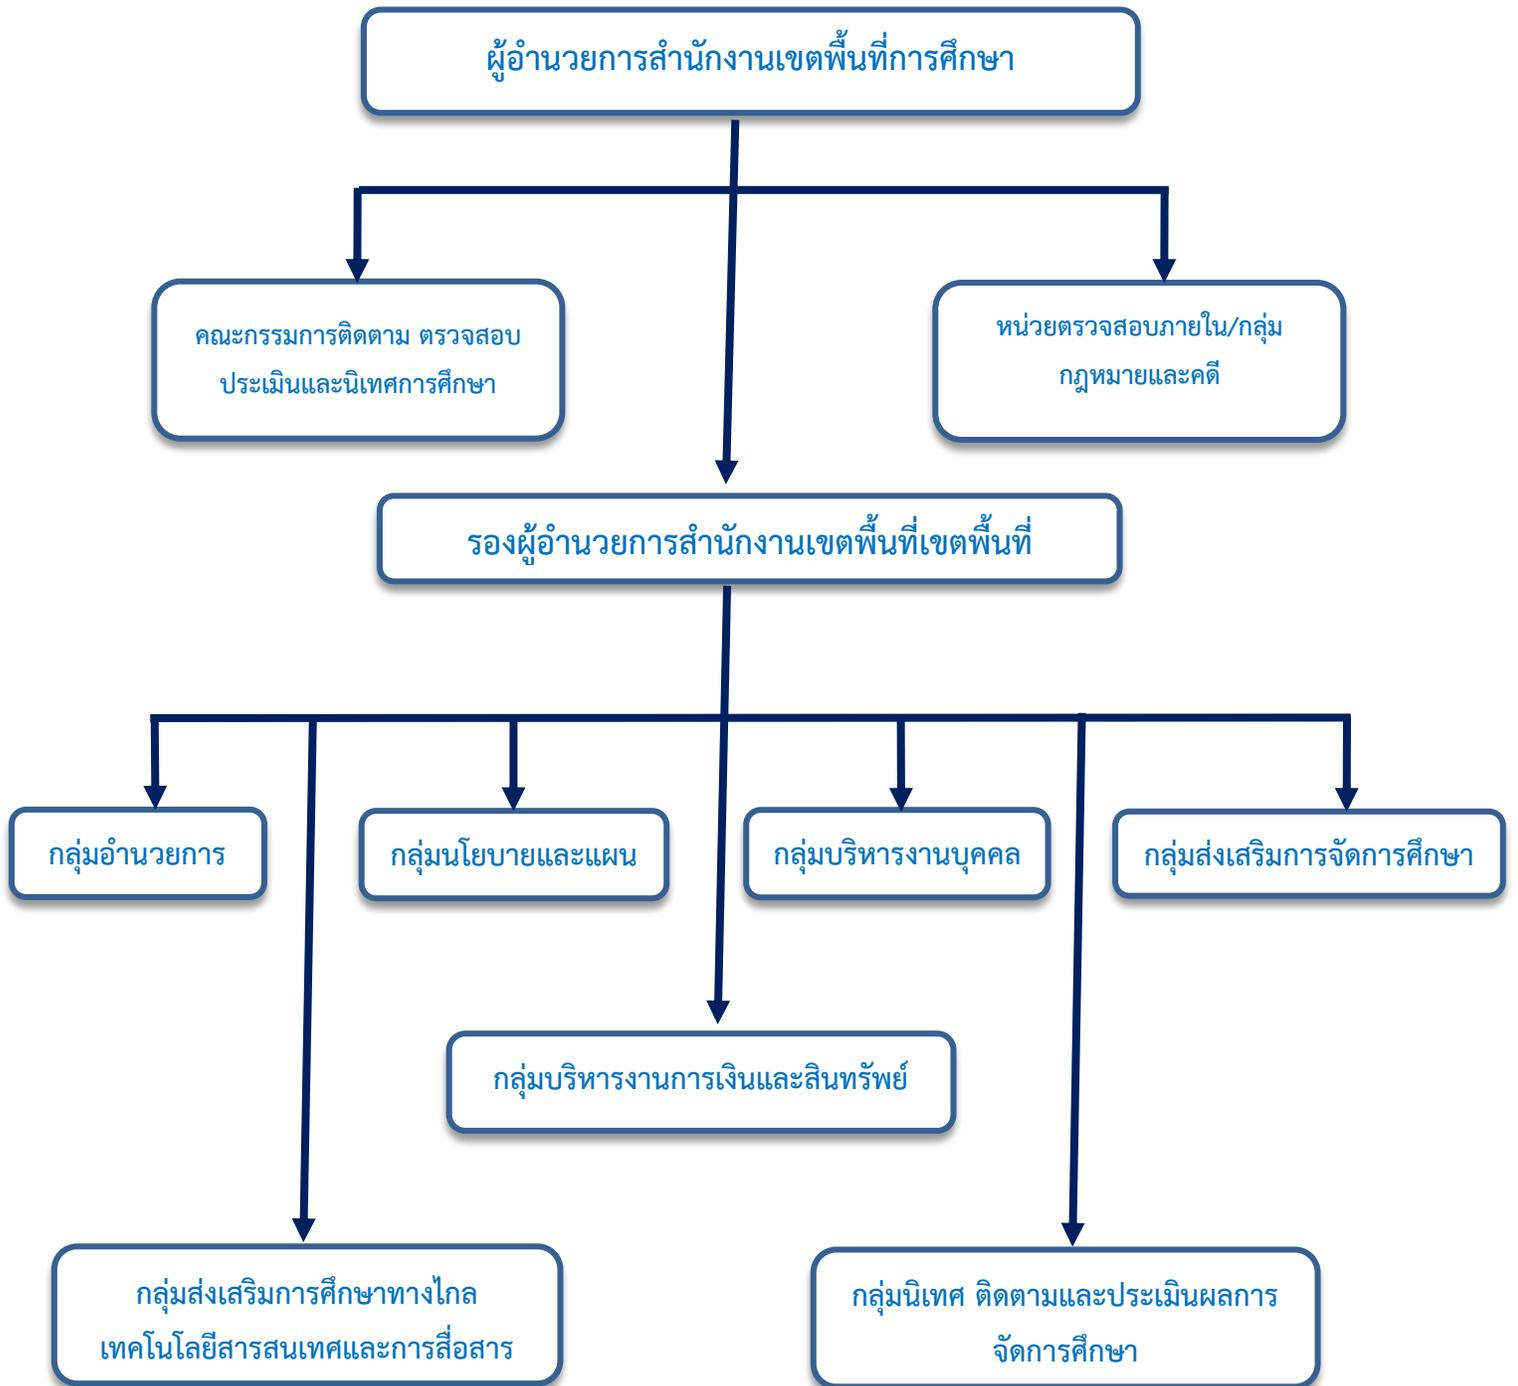 ผู้อำนวยการสำนักงานเขตพื้นที่การศึกษา
คณะกรรมการติดตาม ตรวจสอบ
ประเมินและนิเทศการศึกษา
หน่วยตรวจสอบภายใน/กลุ่ม
กฎหมายและคดี
รองผู้อำนวยการสำนักงานเขตพื้นที่เขตพื้นที่
กลุ่มอำนวยการ
กลุ่มนโยบายและแผน
กลุ่มบริหารงานบุคคล
กลุ่มส่งเสริมการจัดการศึกษา
กลุ่มบริหารงานการเงินและสินทรัพย์
กลุ่มส่งเสริมการศึกษาทางไกล
เทคโนโลยีสารสนเทศและการสื่อสาร
กลุ่มนิเทศ ติดตามและประเมินผลการ
จัดการศึกษา